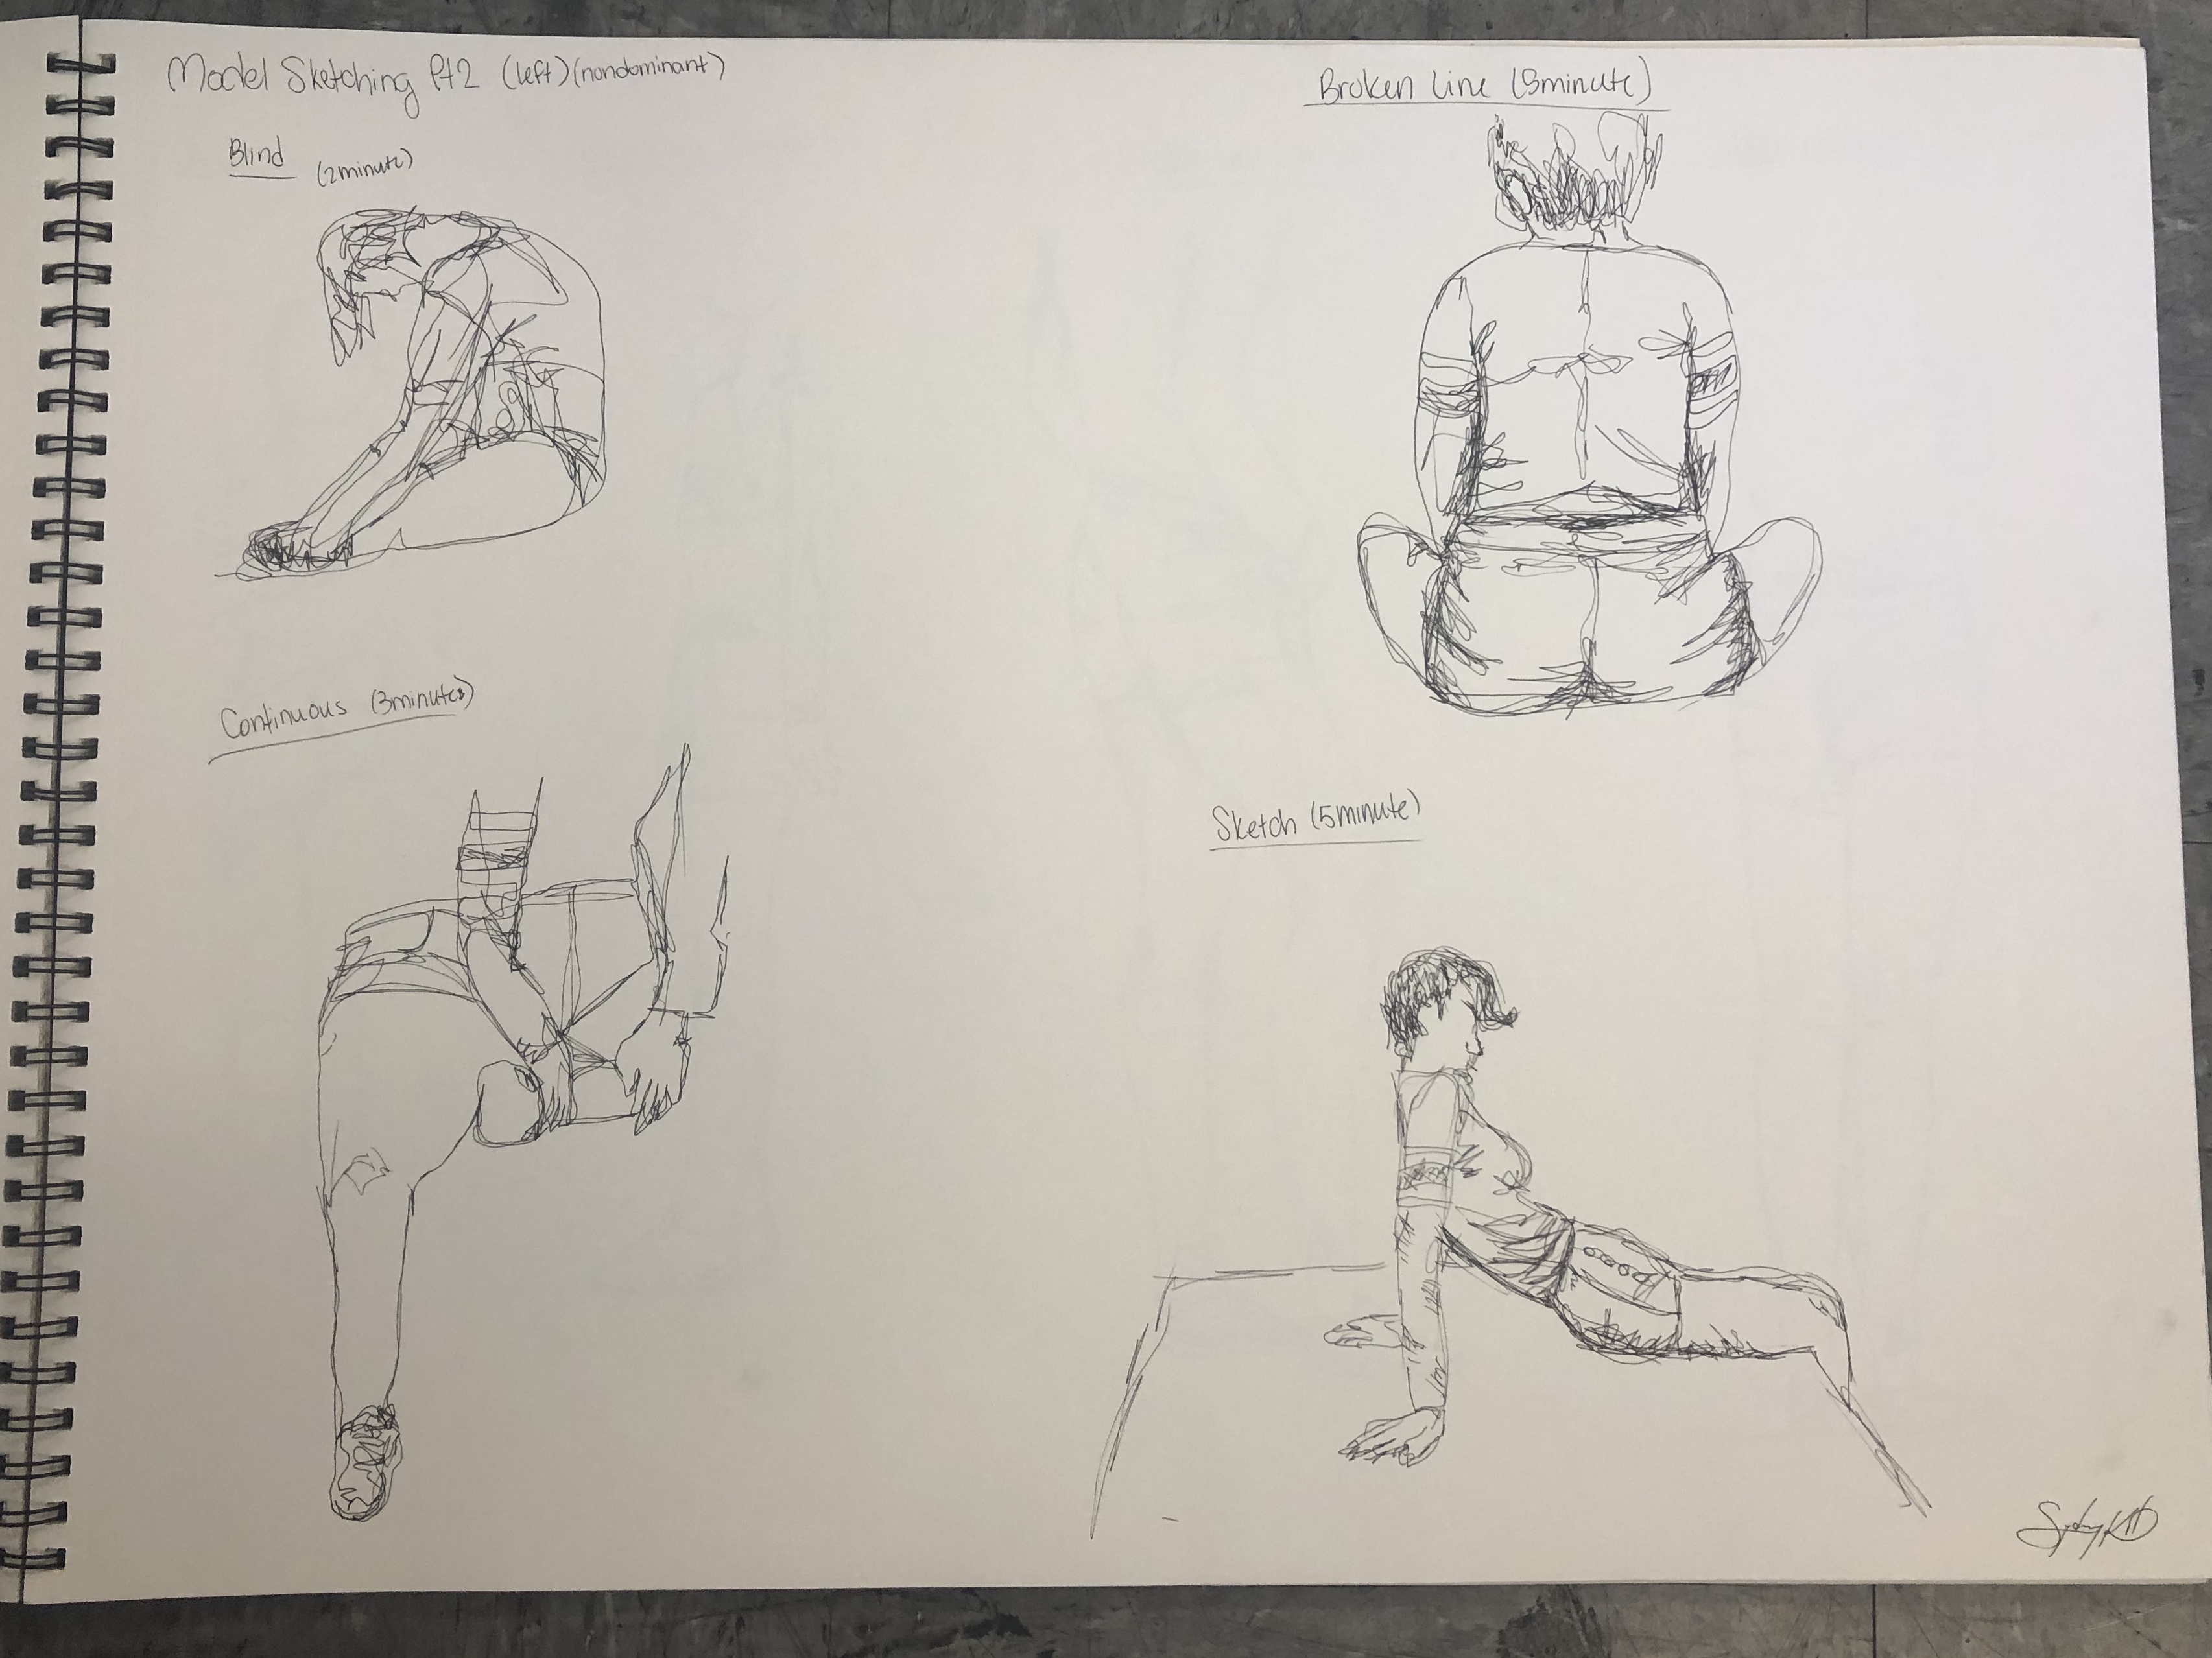 Model Sketching Pt2 (left)(nondominant)
Blind (2minute)
Broken Line (5minute)
Continuous (3minutes)
Sketch (5minute)